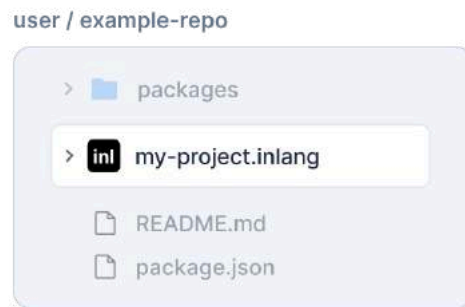 user / example-repo
packages
inl my-project.inlang
README.md
package.json